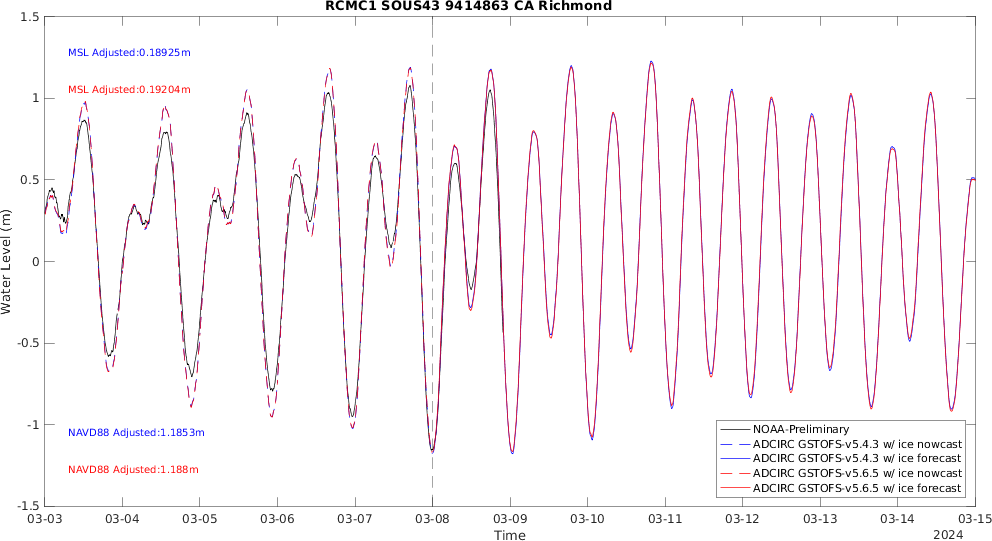 RCMC1 SOUS43 9414863 CA Richmond
1.5
MSL Adjusted:0.18925m
MSL Adjusted:0.19204m
1
0.5
0
-0.5
-1
-1.5
Water Level (m)
NAVD88 Adjusted:1.1853m
NAVD88 Adjusted:1.188m
NOAA-Preliminary
ADCIRC GSTOFS-v5.4.3 w/ ice nowcast
ADCIRC GSTOFS-v5.4.3 w/ ice forecast
ADCIRC GSTOFS-v5.6.5 w/ ice nowcast
ADCIRC GSTOFS-v5.6.5 w/ ice forecast
03-03 03-04 03-05 03-06 03-07 03-08 03-09 03-10 03-11 03-12 03-13 03-14 03-15
Time
2024